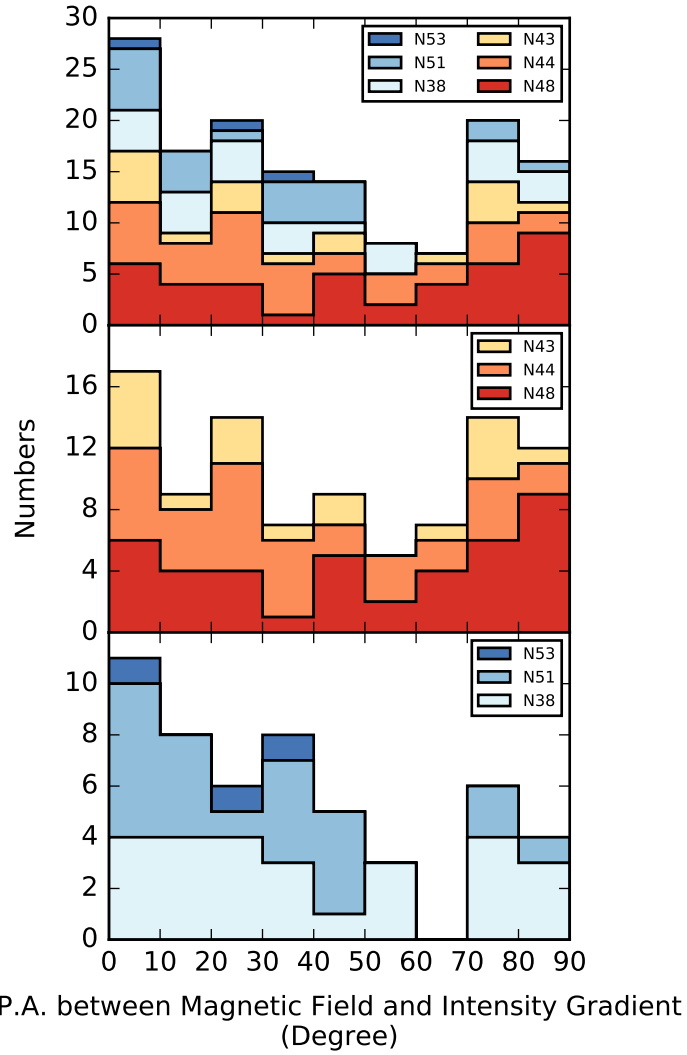 30
25
20
15
10
5
0
N53 N43
N51 N44
N38 N48
16
12
8
4
0
N43
N44
N48
Numbers
10
8
6
4
2
0
N53
N51
N38
0 10 20 30 40 50 60 70 80 90
P.A. between Magnetic Field and Intensity Gradient
(Degree)